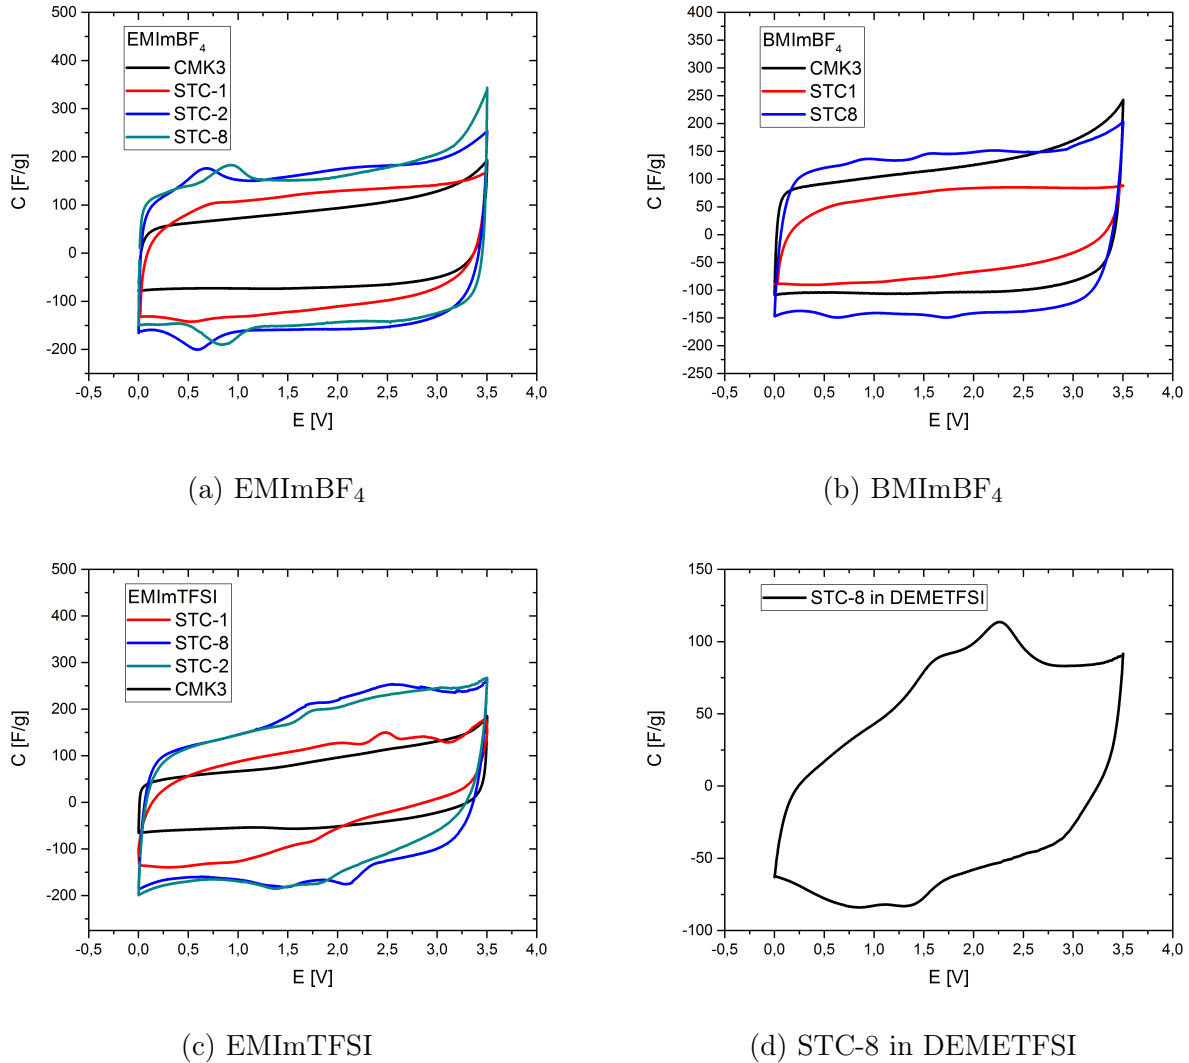 EMImBF4
CMK3
STC-1
STC-2
STC-8
C [F/g]
500
400
300
200
100
0
-100
-200
-0,5 0,0 0,5 1,0 1,5 2,0 2,5 3,0 3,5 4,0
E [V]
(a) EMImBF4
BMImBF4
CMK3
STC1
STC8
C [F/g]
400
350
300
250
200
150
100
50
0
-50
-100
-150
-200
-250
-0,5 0,0 0,5 1,0 1,5 2,0 2,5 3,0 3,5 4,0
E [V]
(b) BMImBF4
EMImTFSI
STC-1
STC-8
STC-2
CMK3
C [F/g]
500
400
300
200
100
0
-100
-200
-0,5 0,0 0,5 1,0 1,5 2,0 2,5 3,0 3,5 4,0
E [V]
(c) EMImTFSI
STC-8 in DEMETFSI
C [F/g]
150
100
50
0
-50
-100
-0,5 0,0 0,5 1,0 1,5 2,0 2,5 3,0 3,5 4,0
E [V]
(d) STC-8 in DEMETFSI